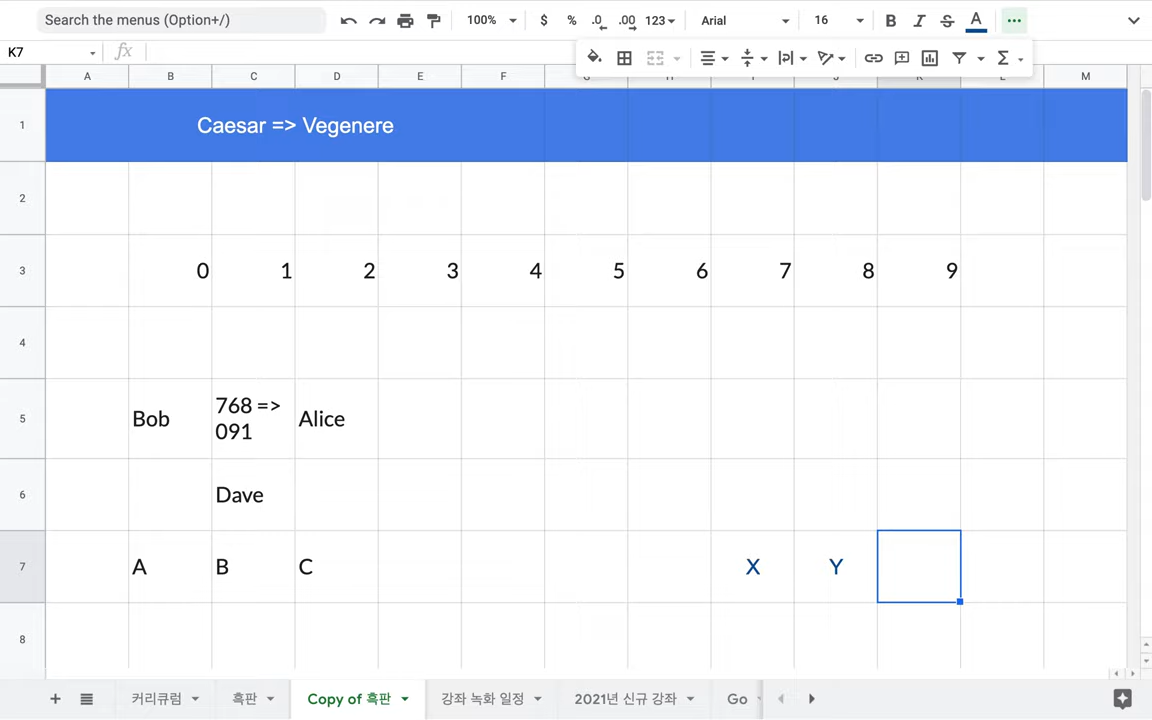 Search the menus (Option+/)
100%
$ % .0 .00 123
Arial
16
B I S A
K7
fx
A B C D E F G H I J K L M
1 Caesar => Vegenere
2
3 0 1 2 3 4 5 6 7 8 9
4
5 Bob 768 => Alice
091
6 Dave
7 A B C X Y
8
커리큘럼 흑판 Copy of 흑판 강좌 녹화 일정 2021년 신규 강좌 Go